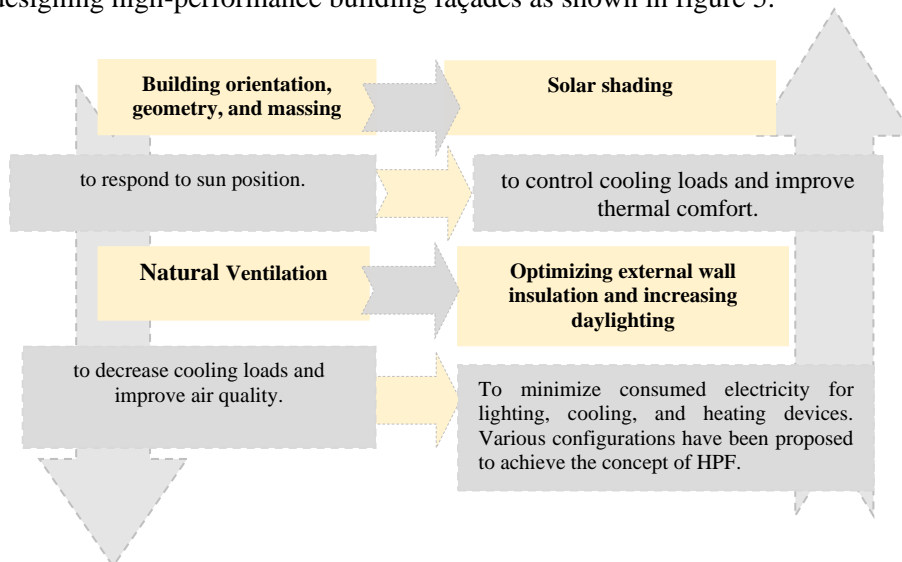 designing high-performance building façades as shown in figure 3.
Building orientation,
geometry, and massing
Solar shading
to respond to sun position.
to control cooling loads and improve
thermal comfort.
Natural Ventilation
Optimizing external wall
insulation and increasing
daylighting
to decrease cooling loads and
improve air quality.
To minimize consumed electricity for
lighting, cooling, and heating devices.
Various configurations have been proposed
to achieve the concept of HPF.